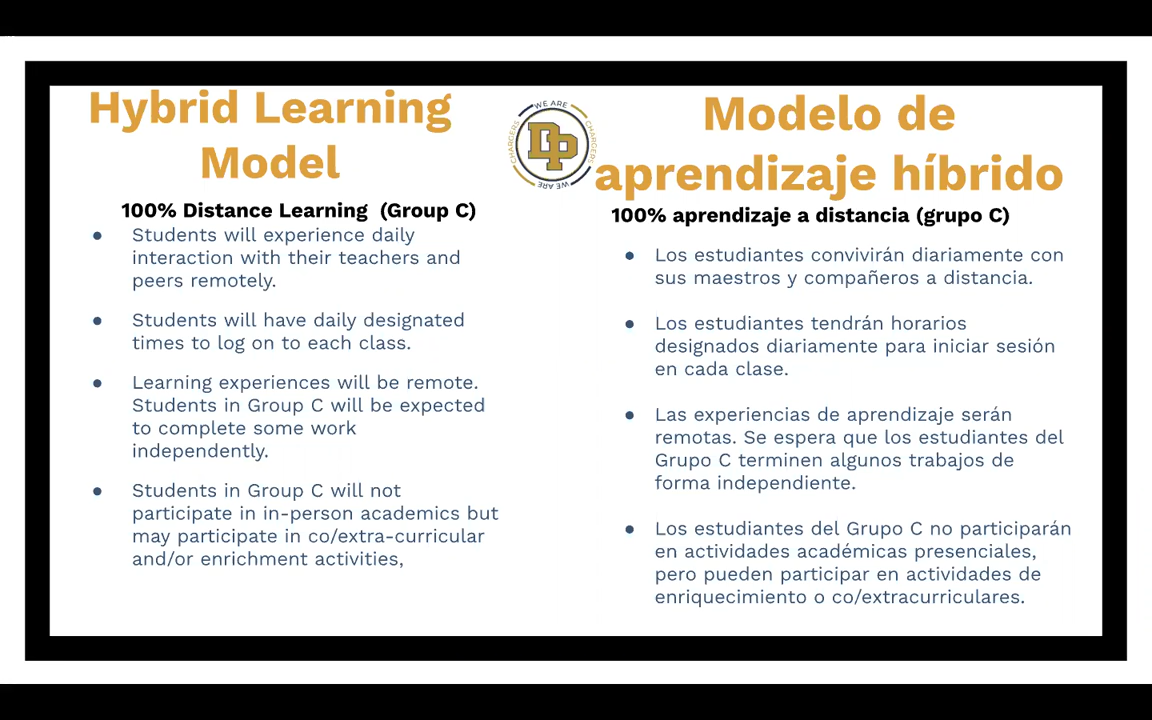 Hybrid Learning
Model
100% Distance Learning (Group C)
● Students will experience daily
interaction with their teachers and
peers remotely.
● Students will have daily designated
times to log on to each class.
● Learning experiences will be remote.
Students in Group C will be expected
to complete some work
independently.
● Students in Group C will not
participate in in-person academics but
may participate in co/extra-curricular
and/or enrichment activities,
WE ARE
CHARGERS
WE ARE
CHARGERS
DP
Modelo de
aprendizaje híbrido
100% aprendizaje a distancia (grupo C)
● Los estudiantes convivirán diariamente con
sus maestros y compañeros a distancia.
● Los estudiantes tendrán horarios
designados diariamente para iniciar sesión
en cada clase.
● Las experiencias de aprendizaje serán
remotas. Se espera que los estudiantes del
Grupo C terminen algunos trabajos de
forma independiente.
● Los estudiantes del Grupo C no participarán
en actividades académicas presenciales,
pero pueden participar en actividades de
enriquecimiento o co/extracurriculares.